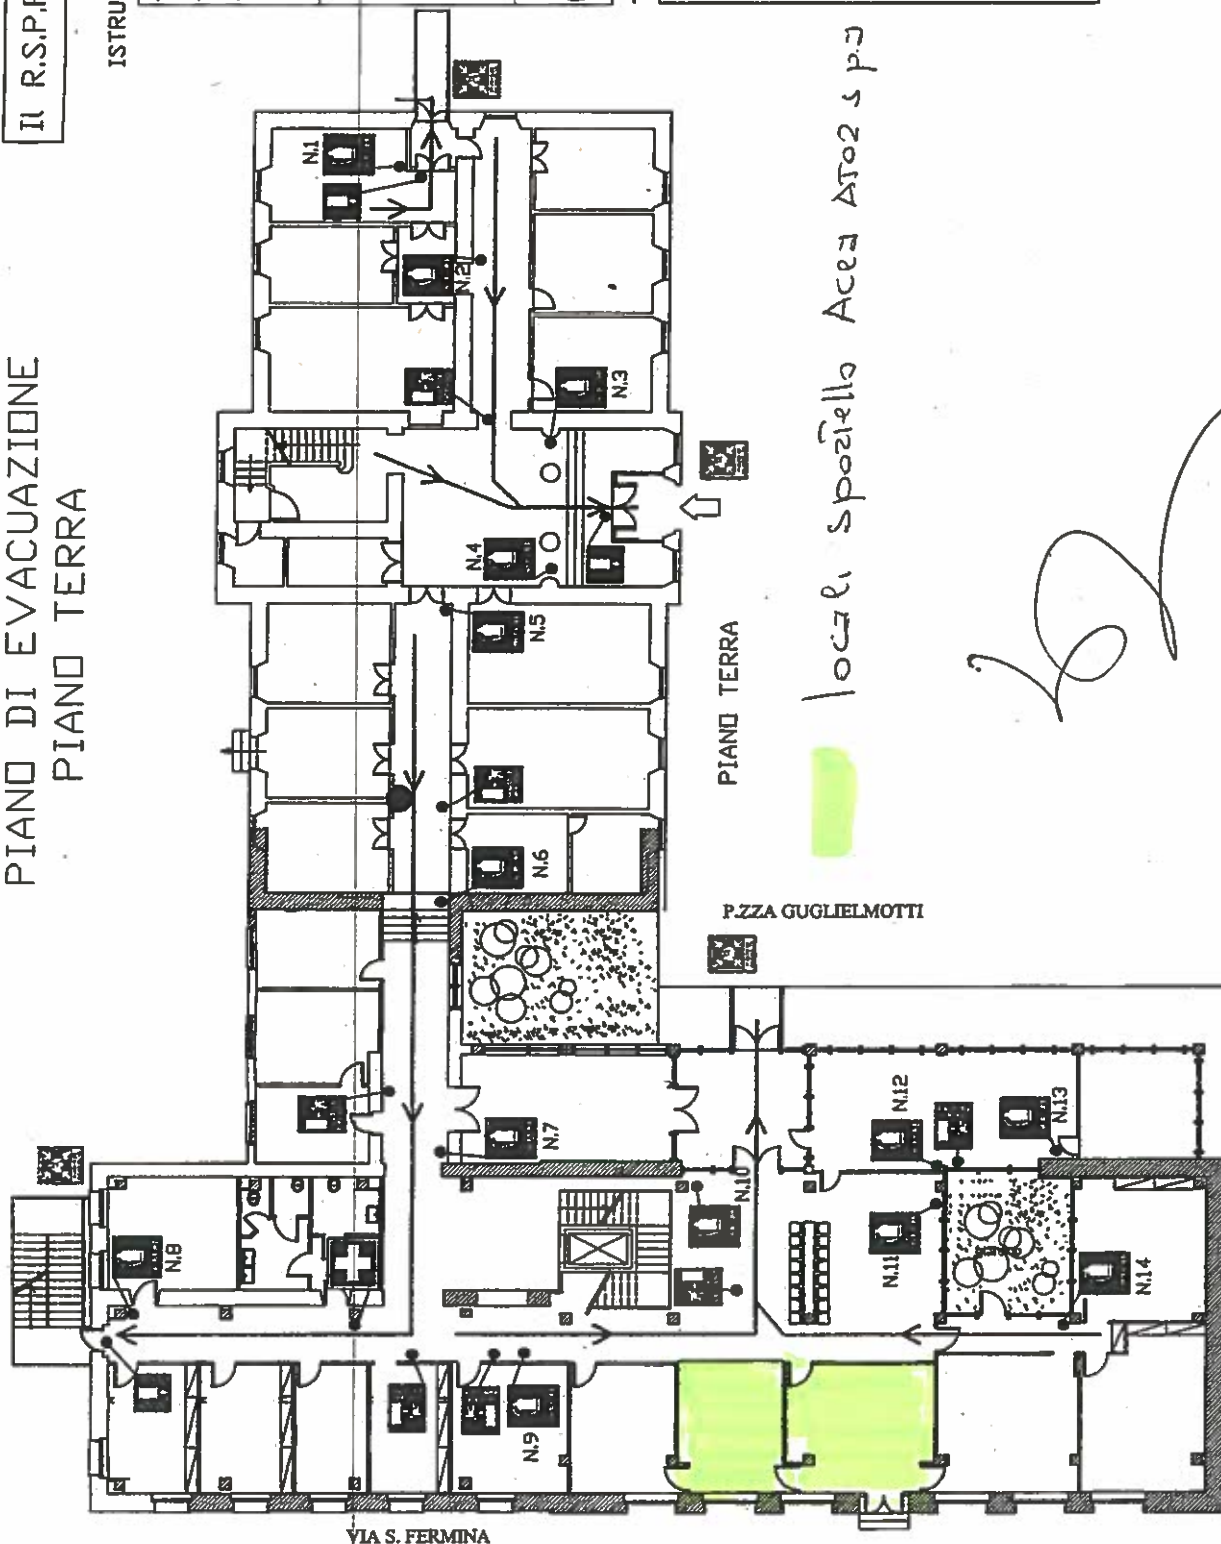 Il R.S.P.P
ISTRU
PIANO DI EVACUAZIONE
PIANO TERRA
N.1
N.2
N.3
N.4
N.5
N.6
N.7
N.8
N.9
N.10
N.11
N.12
N.13
N.14
PIANO TERRA
locali sportello Acea ATO2 spa
P.ZZA GUGLIELMOTTI
VIA S. FERMINA